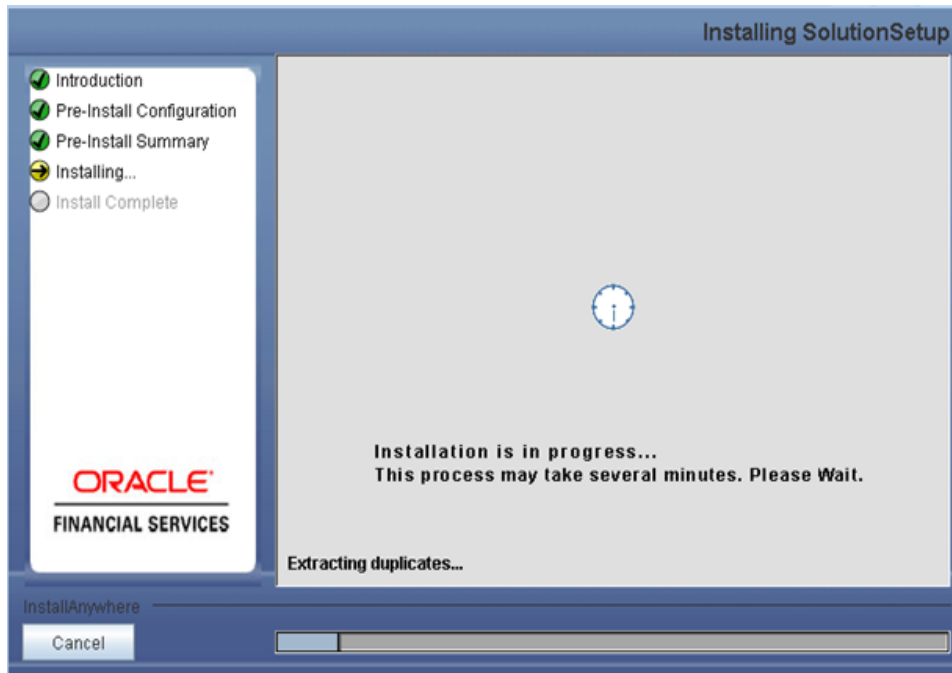 Installing SolutionSetup
Introduction
Pre-Install Configuration
Pre-Install Summary
Installing...
Install Complete
ORACLE
FINANCIAL SERVICES
Installation is in progress...
This process may take several minutes. Please Wait.
Extracting duplicates...
InstallAnywhere
Cancel